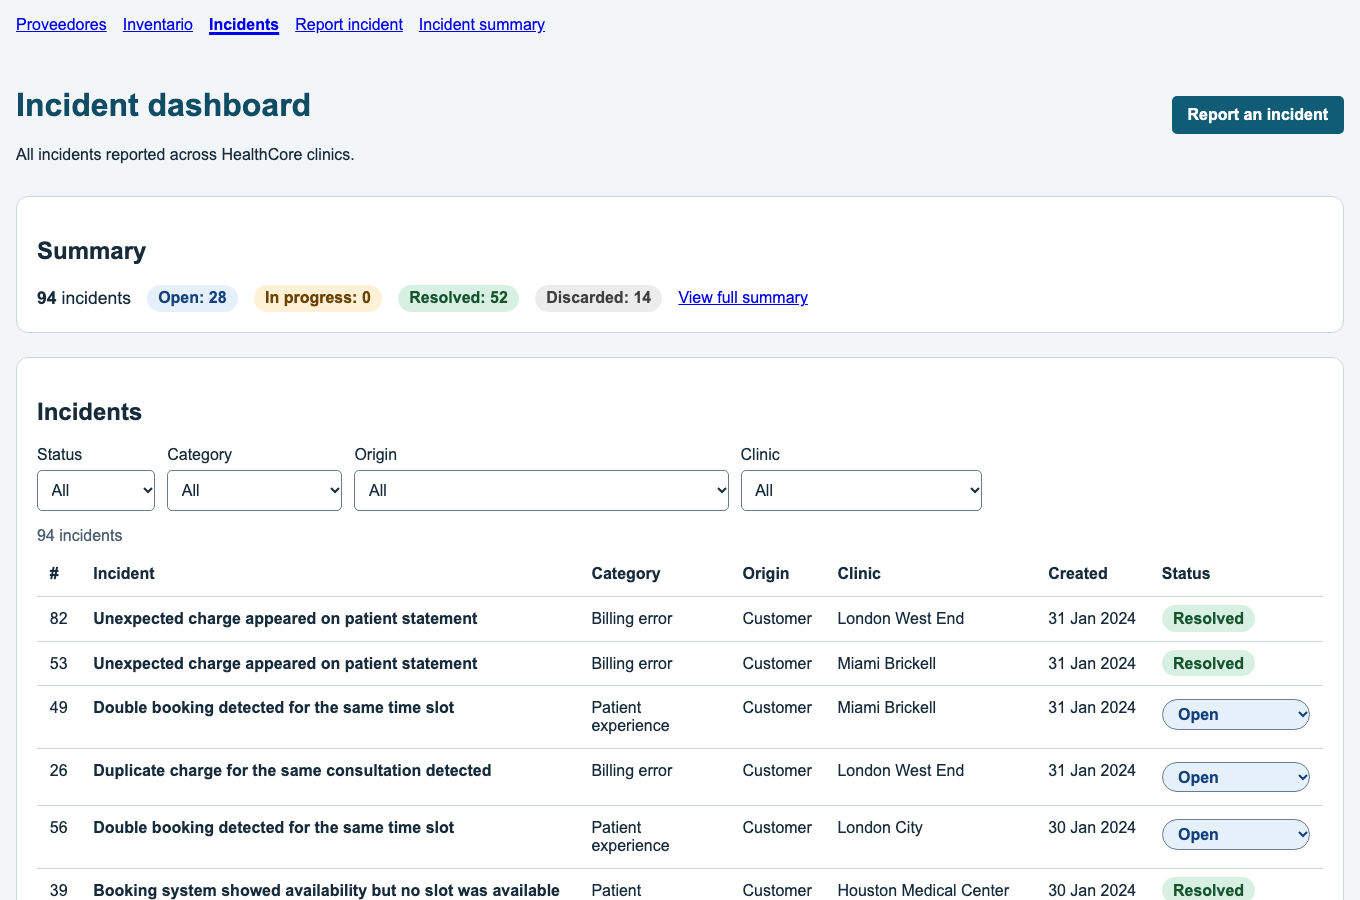 Proveedores Inventario Incidents Report incident Incident summary
Incident dashboard
Report an incident
All incidents reported across HealthCore clinics.
Summary
94 incidents Open: 28 In progress: 0 Resolved: 52 Discarded: 14 View full summary
Incidents
Status Category Origin Clinic
All All All All
94 incidents
# Incident Category Origin Clinic Created Status
82 Unexpected charge appeared on patient statement Billing error Customer London West End 31 Jan 2024 Resolved
53 Unexpected charge appeared on patient statement Billing error Customer Miami Brickell 31 Jan 2024 Resolved
49 Double booking detected for the same time slot Patient experience Customer Miami Brickell 31 Jan 2024 Open
26 Duplicate charge for the same consultation detected Billing error Customer London West End 31 Jan 2024 Open
56 Double booking detected for the same time slot Patient experience Customer London City 30 Jan 2024 Open
39 Booking system showed availability but no slot was available Patient Customer Houston Medical Center 30 Jan 2024 Resolved